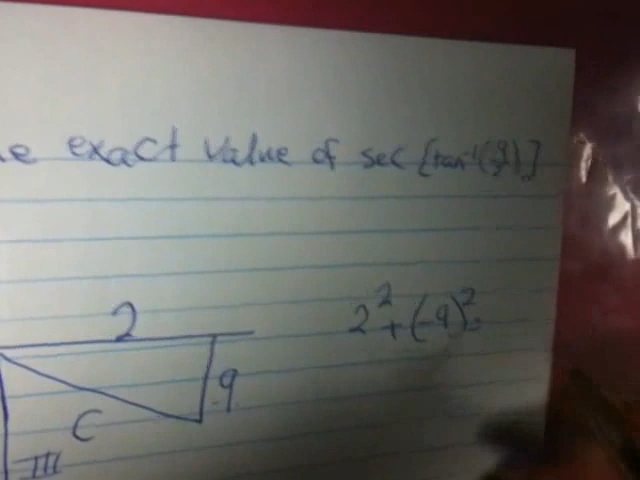 exact value of sec [tan⁻¹(9/2)]
2
2² + (-9)² =
-9
C
III